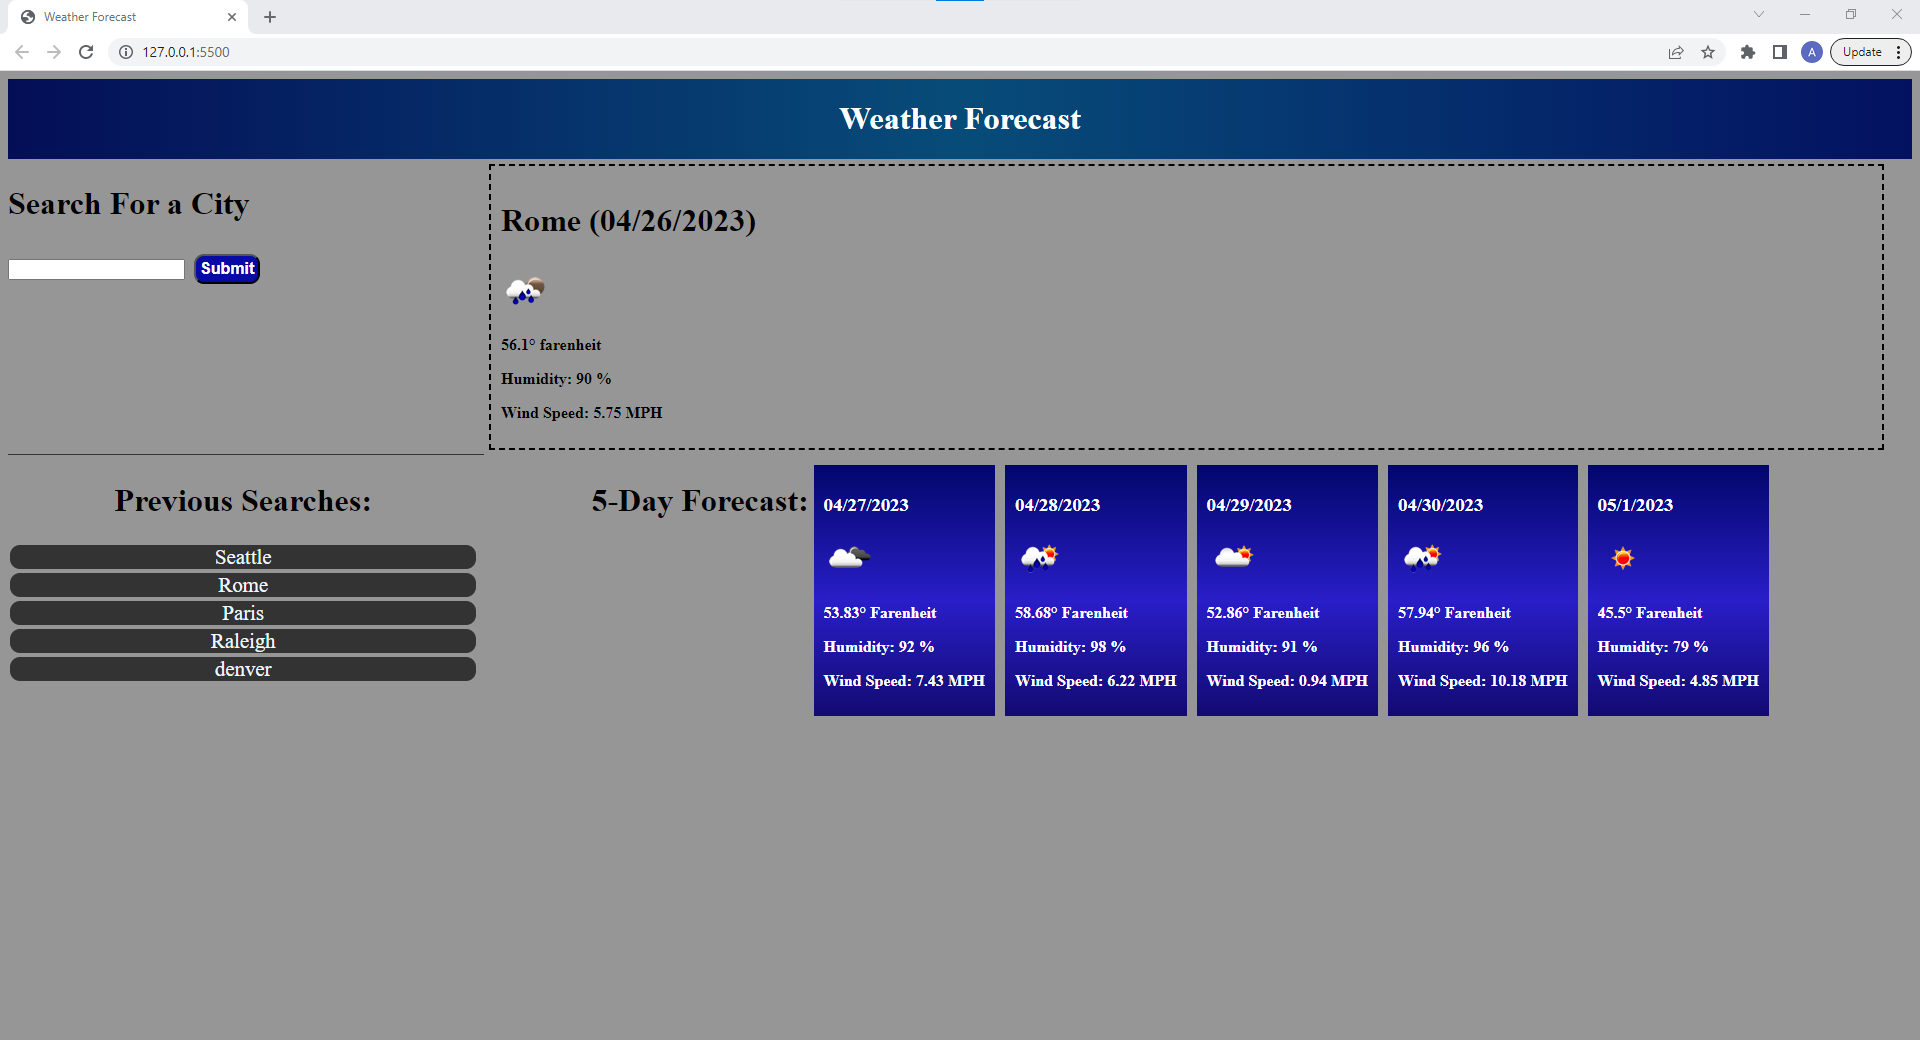 Weather Forecast
127.0.0.1:5500
A
Update
Weather Forecast
Search For a City
Submit
Rome (04/26/2023)
56.1° farenheit
Humidity: 90 %
Wind Speed: 5.75 MPH
Previous Searches:
Seattle
Rome
Paris
Raleigh
denver
5-Day Forecast:
04/27/2023
53.83° Farenheit
Humidity: 92 %
Wind Speed: 7.43 MPH
04/28/2023
58.68° Farenheit
Humidity: 98 %
Wind Speed: 6.22 MPH
04/29/2023
52.86° Farenheit
Humidity: 91 %
Wind Speed: 0.94 MPH
04/30/2023
57.94° Farenheit
Humidity: 96 %
Wind Speed: 10.18 MPH
05/1/2023
45.5° Farenheit
Humidity: 79 %
Wind Speed: 4.85 MPH